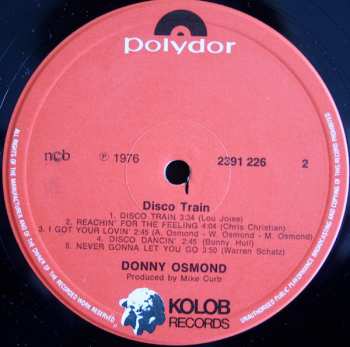 polydor
ncb
℗ 1976
2391 226
2
Disco Train
1. DISCO TRAIN 3:34 (Lou Joise)
2. REACHIN' FOR THE FEELING 4:04 (Chris Christian)
3. I GOT YOUR LOVIN' 2:45 (A. Osmond - W. Osmond - M. Osmond)
4. DISCO DANCIN' 2:45 (Bunny Hull)
5. NEVER GONNA LET YOU GO 3:50 (Warren Schatz)
DONNY OSMOND
Produced by Mike Curb
KOLOB
RECORDS
ALL RIGHTS OF THE MANUFACTURER AND OF THE OWNER OF THE RECORDED WORK RESERVED
UNAUTHORISED PUBLIC PERFORMANCE BROADCASTING AND COPYING OF THIS RECORD PROHIBITED